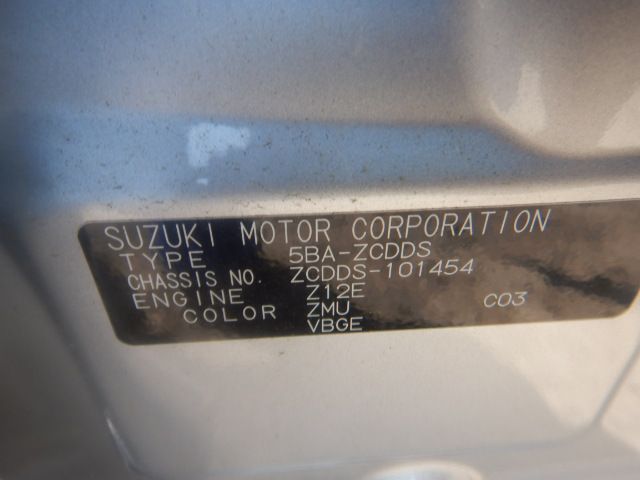 SUZUKI MOTOR CORPORATION
TYPE 5BA-ZCDDS
CHASSIS NO. ZCDDS-101454
ENGINE Z12E
COLOR ZMU C03
VBGE